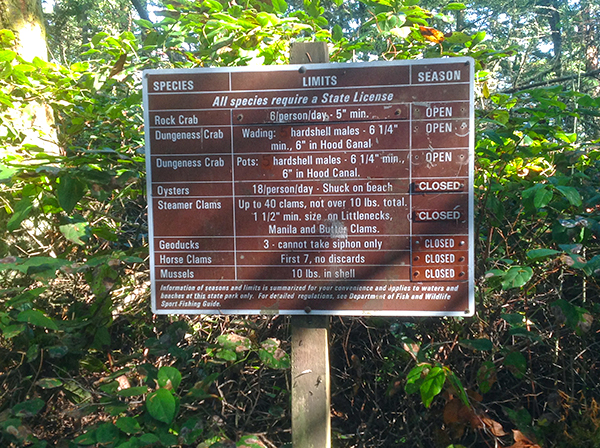 SPECIES LIMITS SEASON
All species require a State License
Rock Crab 6/person/day - 5" min. OPEN
Dungeness Crab Wading: hardshell males - 6 1/4" OPEN
min., 6" in Hood Canal.
Dungeness Crab Pots: hardshell males - 6 1/4" min., OPEN
6" in Hood Canal.
Oysters 18/person/day - Shuck on beach CLOSED
Steamer Clams Up to 40 clams, not over 10 lbs. total.
1 1/2" min. size on Littlenecks, CLOSED
Manila and Butter Clams.
Geoducks 3 - cannot take siphon only CLOSED
Horse Clams First 7, no discards CLOSED
Mussels 10 lbs. in shell CLOSED
Information of seasons and limits is summarized for your convenience and applies to waters and
beaches at this state park only. For detailed regulations, see Department of Fish and Wildlife
Sport Fishing Guide.